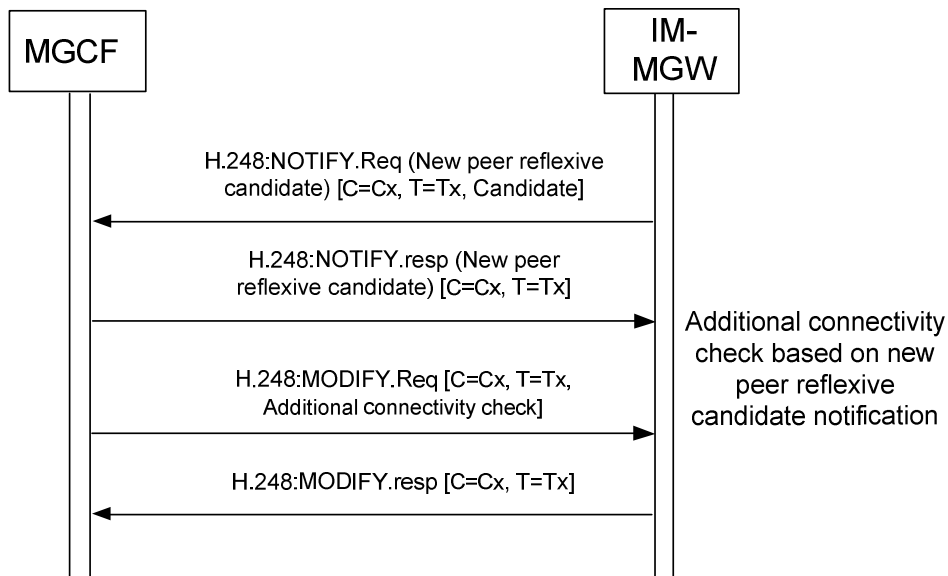 MGCF
IM-
MGW
H.248:NOTIFY.Req (New peer reflexive
candidate) [C=Cx, T=Tx, Candidate]
H.248:NOTIFY.resp (New peer
reflexive candidate) [C=Cx, T=Tx]
Additional connectivity
check based on new
peer reflexive
candidate notification
H.248:MODIFY.Req [C=Cx, T=Tx,
Additional connectivity check]
H.248:MODIFY.resp [C=Cx, T=Tx]